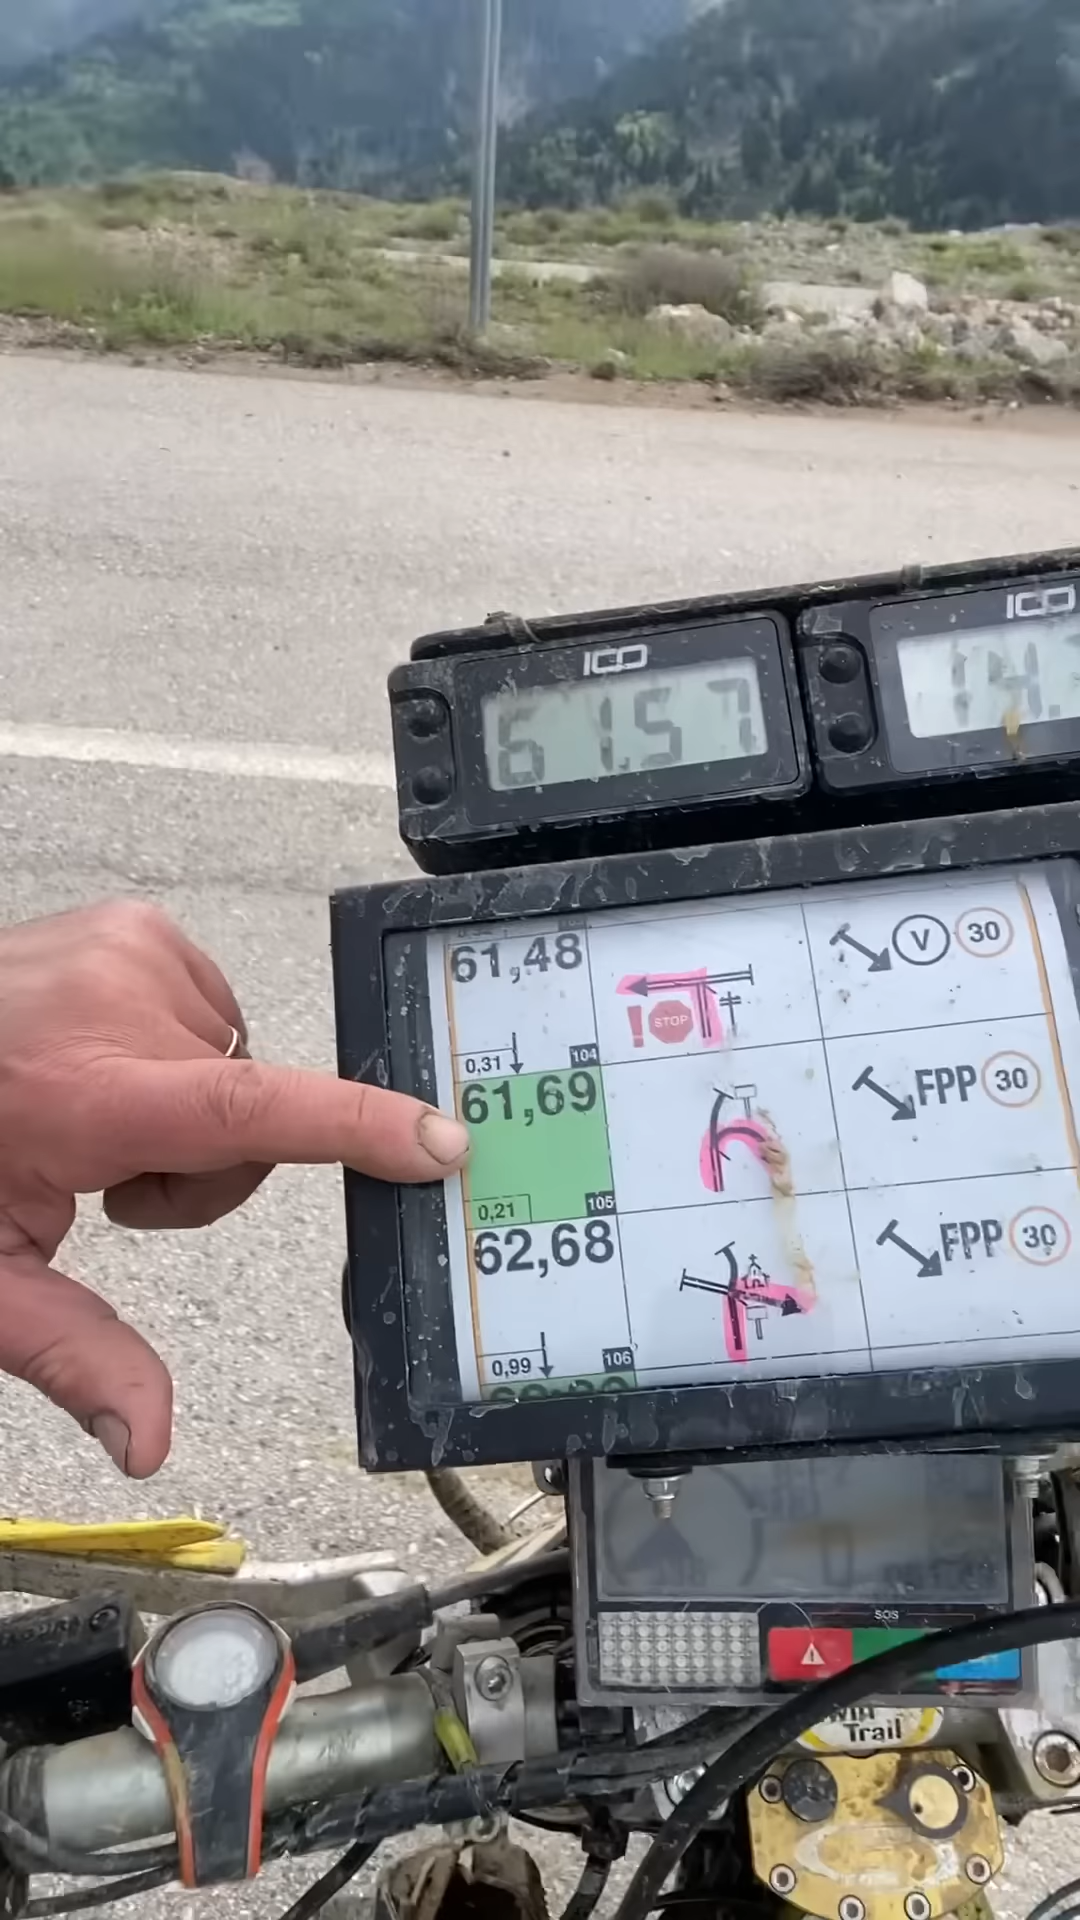 ICO
ICO
61.57
14.
61,48
V
30
STOP
!
0,31
104
61,69
FPP
30
0,21
105
62,68
FPP
30
0,99
106
SOS
Trail